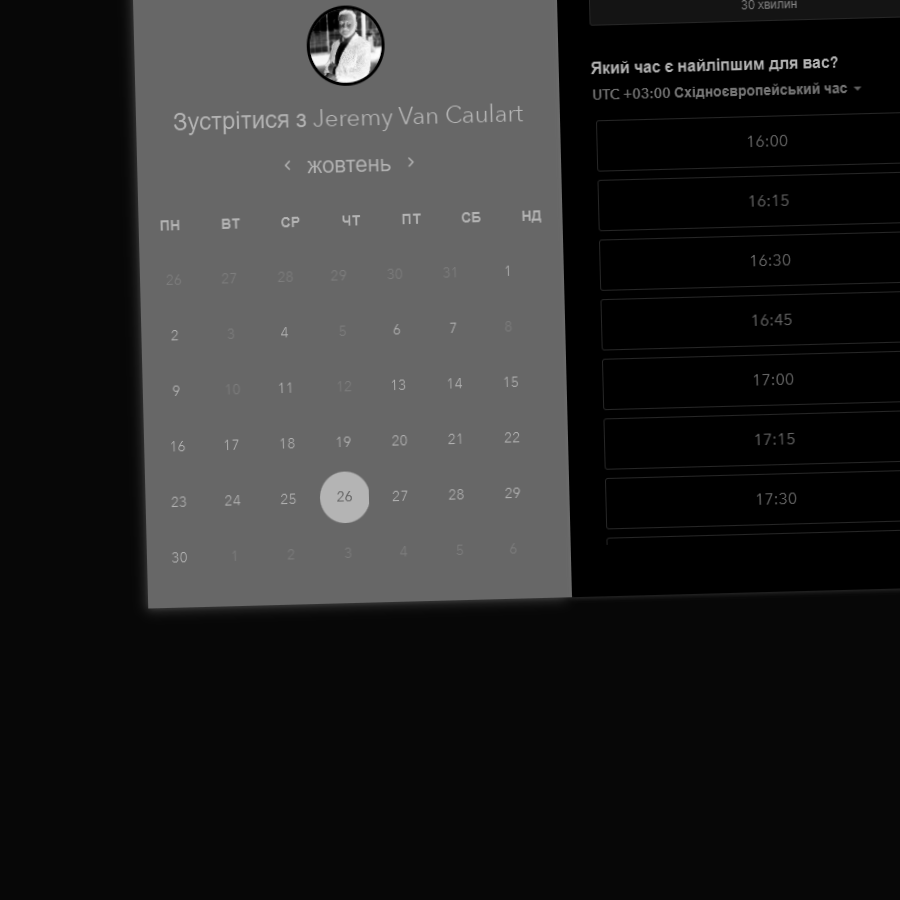 Зустрітися з Jeremy Van Caulart
‹ жовтень ›
ПН ВТ СР ЧТ ПТ СБ НД
26 27 28 29 30 31 1
2 3 4 5 6 7 8
9 10 11 12 13 14 15
16 17 18 19 20 21 22
23 24 25 26 27 28 29
30 1 2 3 4 5 6
30 хвилин
Який час є найліпшим для вас?
UTC +03:00 Східноєвропейський час
16:00
16:15
16:30
16:45
17:00
17:15
17:30